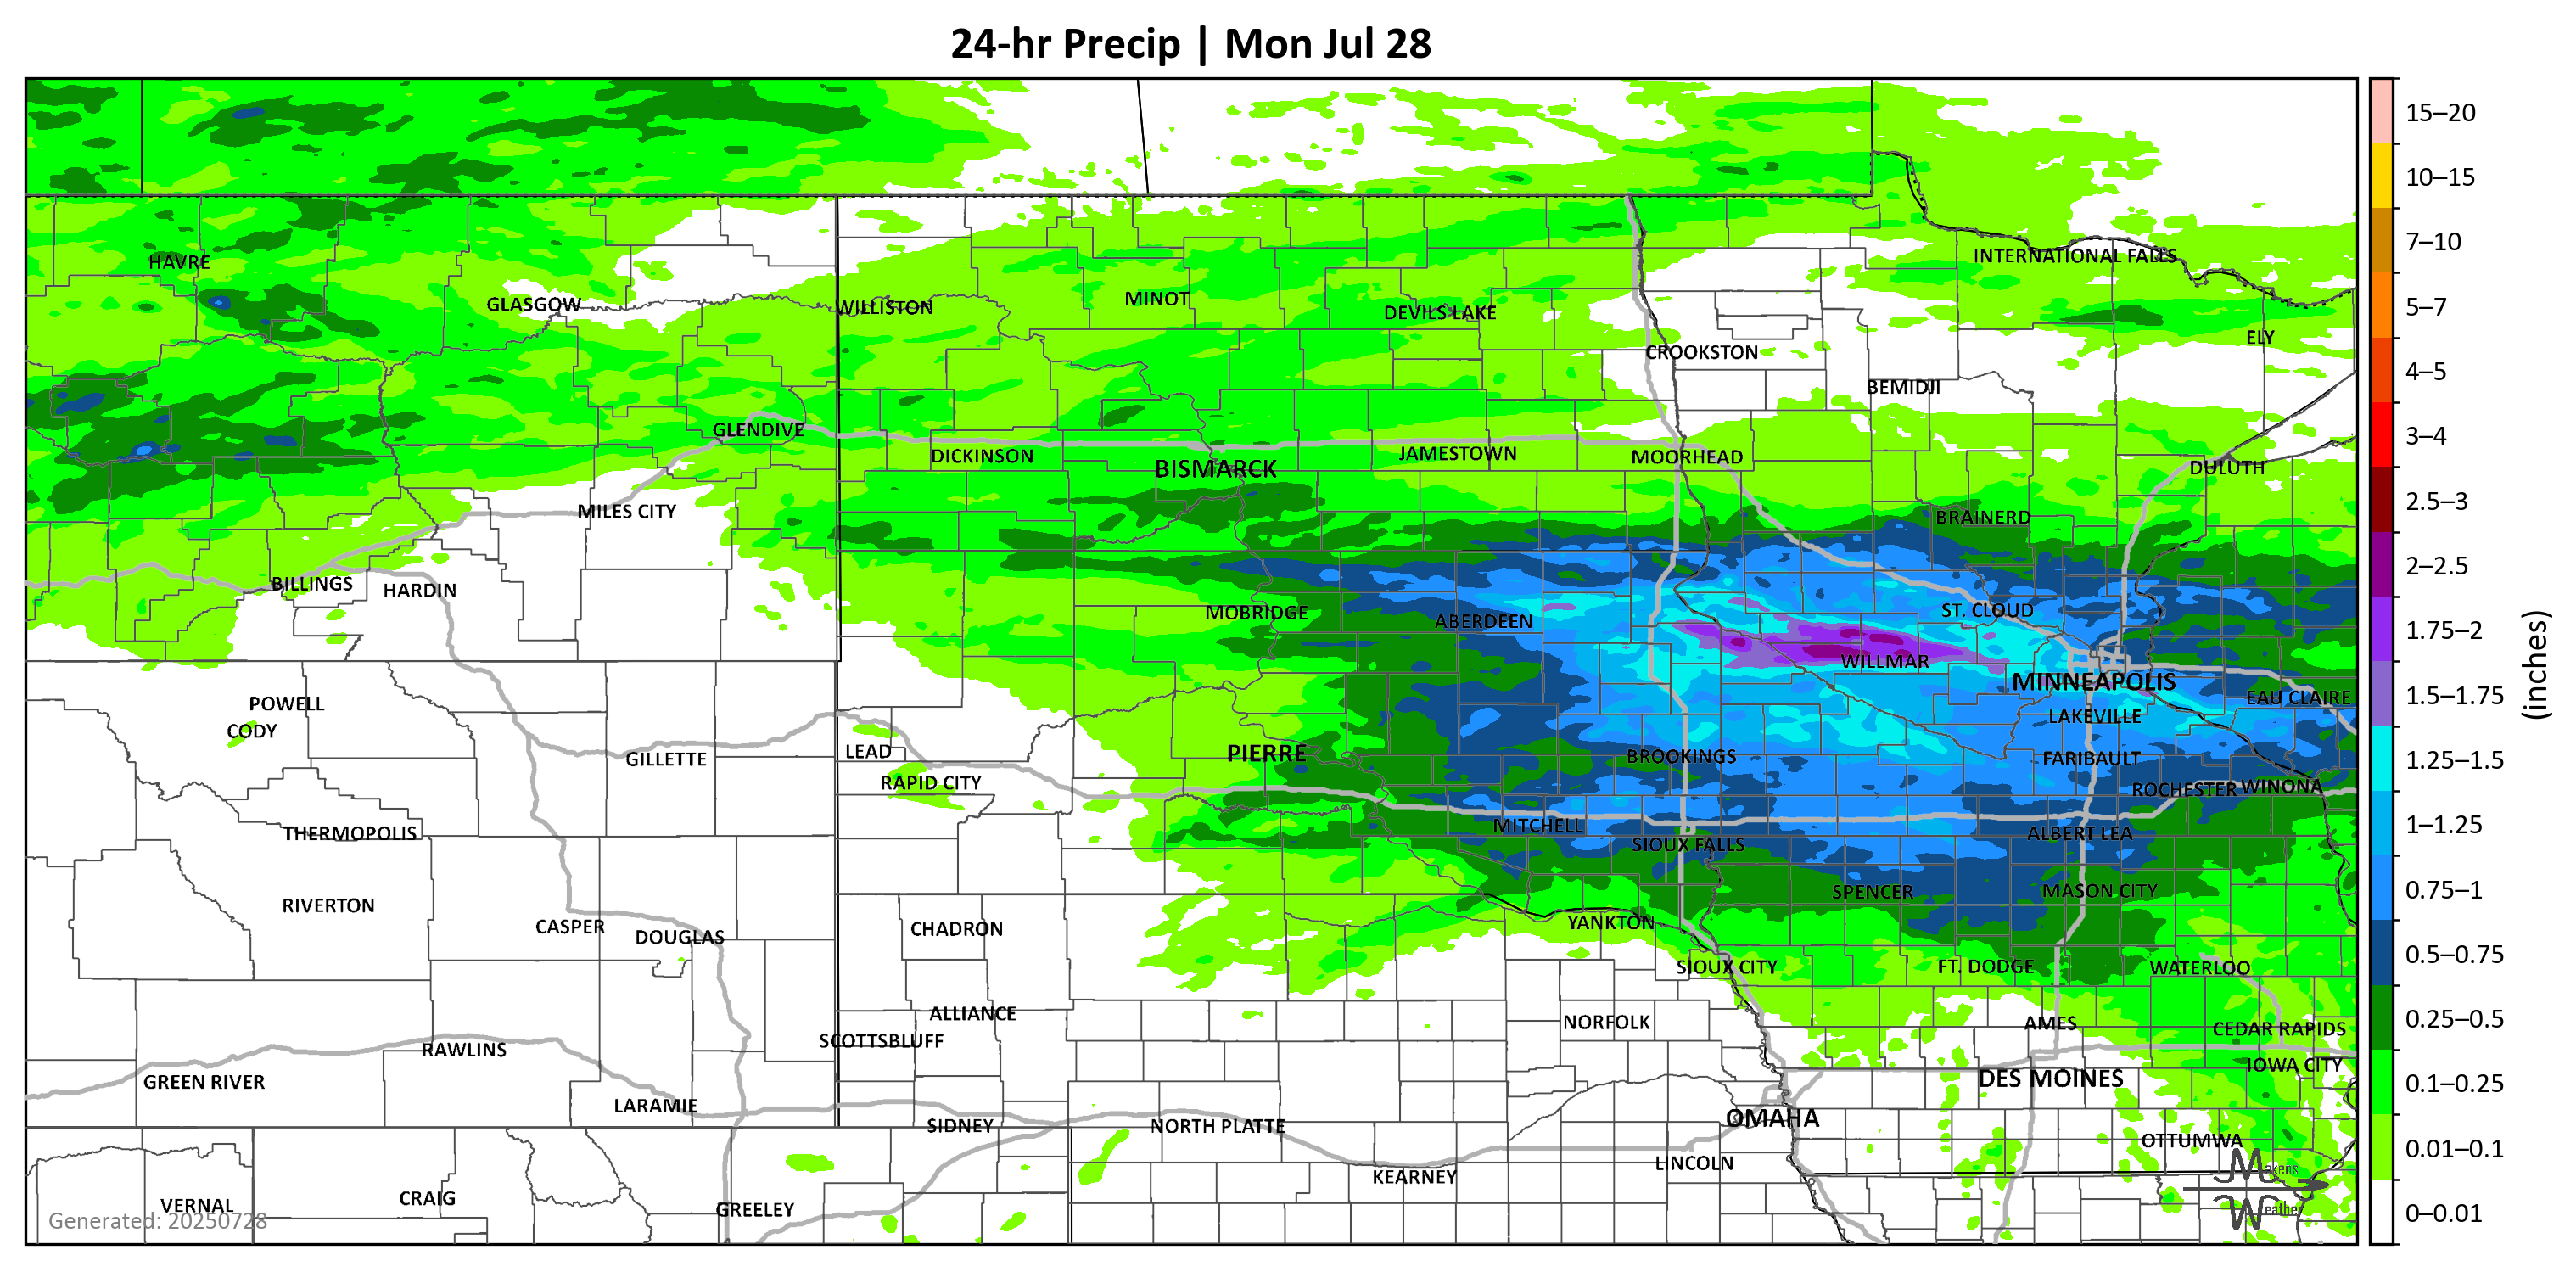 24-hr Precip | Mon Jul 28
15–20
10–15
HAVRE
7–10
INTERNATIONAL FALLS
GLASGOW
WILLISTON
MINOT
DEVILS LAKE
5–7
ELY
CROOKSTON
4–5
BEMIDJI
GLENDIVE
3–4
DICKINSON
BISMARCK
JAMESTOWN
MOORHEAD
DULUTH
MILES CITY
BRAINERD
2.5–3
2–2.5
BILLINGS
HARDIN
MOBRIDGE
ABERDEEN
ST. CLOUD
1.75–2
WILLMAR
MINNEAPOLIS
EAU CLAIRE
1.5–1.75
(inches)
POWELL
CODY
LAKEVILLE
GILLETTE
LEAD
PIERRE
BROOKINGS
FARIBAULT
1.25–1.5
RAPID CITY
ROCHESTER
WINONA
THERMOPOLIS
MITCHELL
SIOUX FALLS
ALBERT LEA
1–1.25
RIVERTON
SPENCER
MASON CITY
0.75–1
CASPER
DOUGLAS
CHADRON
YANKTON
SIOUX CITY
FT. DODGE
WATERLOO
0.5–0.75
ALLIANCE
SCOTTSBLUFF
NORFOLK
AMES
CEDAR RAPIDS
0.25–0.5
RAWLINS
GREEN RIVER
IOWA CITY
DES MOINES
0.1–0.25
LARAMIE
SIDNEY
NORTH PLATTE
OMAHA
OTTUMWA
0.01–0.1
LINCOLN
KEARNEY
Makens
Weather
VERNAL
CRAIG
GREELEY
Generated: 20250728
0–0.01